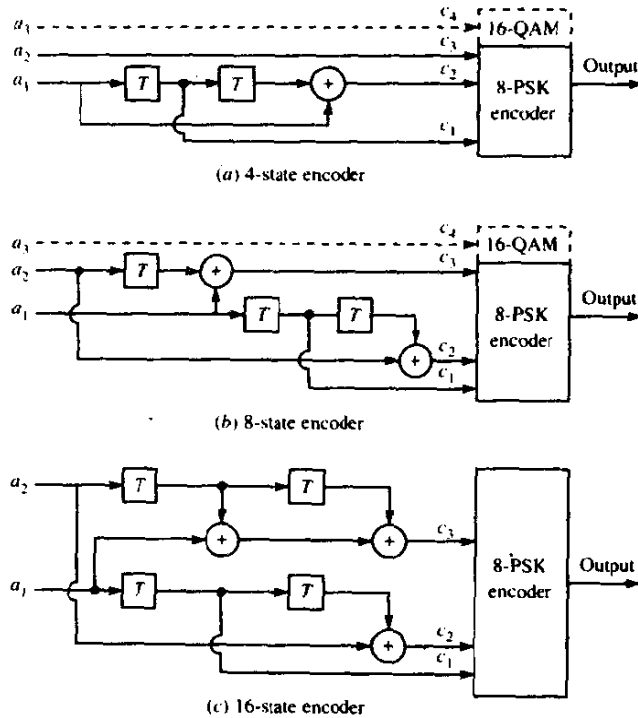 a₃ c₄ 16-QAM
a₂ c₃ Output
a₁ T T + c₂ 8-PSK
encoder
c₁
(a) 4-state encoder
a₃ c₄ 16-QAM
a₂ T + c₃ Output
a₁ T T 8-PSK
encoder
+ c₂
c₁
(b) 8-state encoder
a₂ T T
+ + c₃ Output
8-PSK
a₁ T T encoder
+ c₂
c₁
(c) 16-state encoder